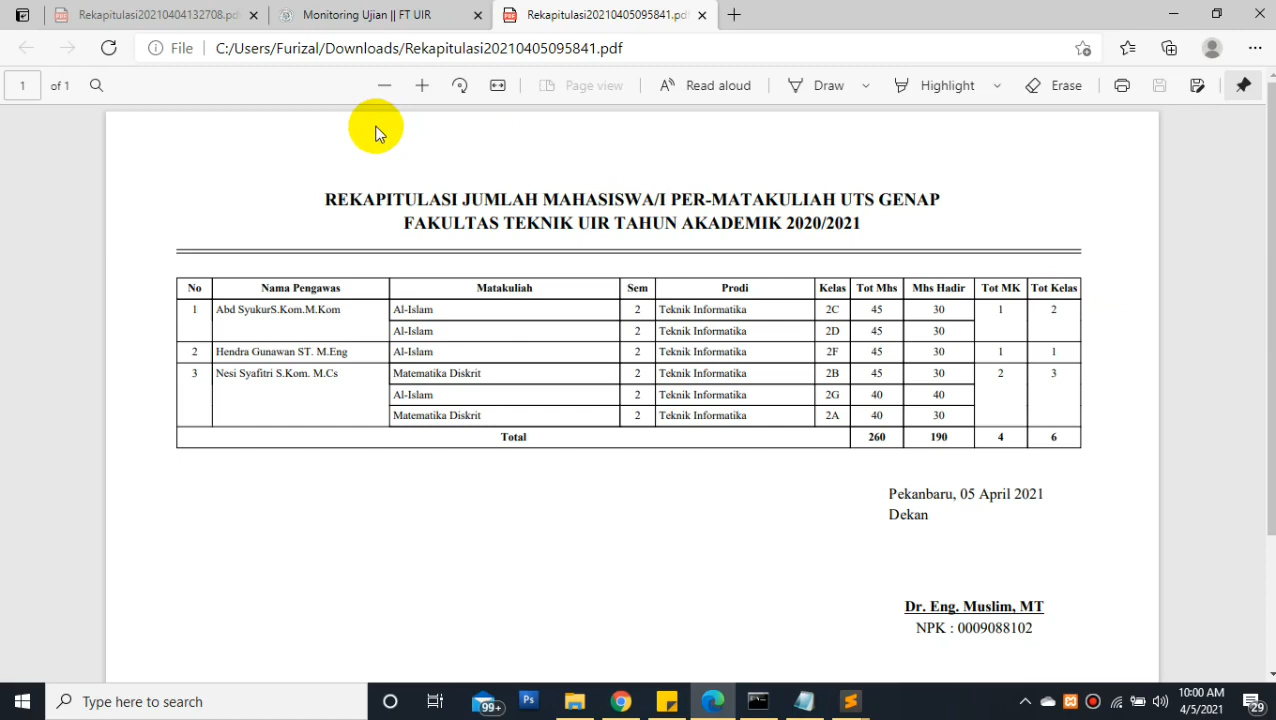 Rekapitulasi20210404132708.pd
Monitoring Ujian || FT UIR
Rekapitulasi20210405095841.pd
File
C:/Users/Furizal/Downloads/Rekapitulasi20210405095841.pdf
1 of 1
Page view
Read aloud
Draw
Highlight
Erase
REKAPITULASI JUMLAH MAHASISWA/I PER-MATAKULIAH UTS GENAP
FAKULTAS TEKNIK UIR TAHUN AKADEMIK 2020/2021
No Nama Pengawas Matakuliah Sem Prodi Kelas Tot Mhs Mhs Hadir Tot MK Tot Kelas
1 Abd SyukurS.Kom.M.Kom Al-Islam 2 Teknik Informatika 2C 45 30 1 2
Al-Islam 2 Teknik Informatika 2D 45 30
2 Hendra Gunawan ST. M.Eng Al-Islam 2 Teknik Informatika 2F 45 30 1 1
3 Nesi Syafitri S.Kom. M.Cs Matematika Diskrit 2 Teknik Informatika 2B 45 30 2 3
Al-Islam 2 Teknik Informatika 2G 40 40
Matematika Diskrit 2 Teknik Informatika 2A 40 30
Total 260 190 4 6
Pekanbaru, 05 April 2021
Dekan
Dr. Eng. Muslim, MT
NPK : 0009088102
Type here to search
99+
Ps
10:00 AM
4/5/2021
29